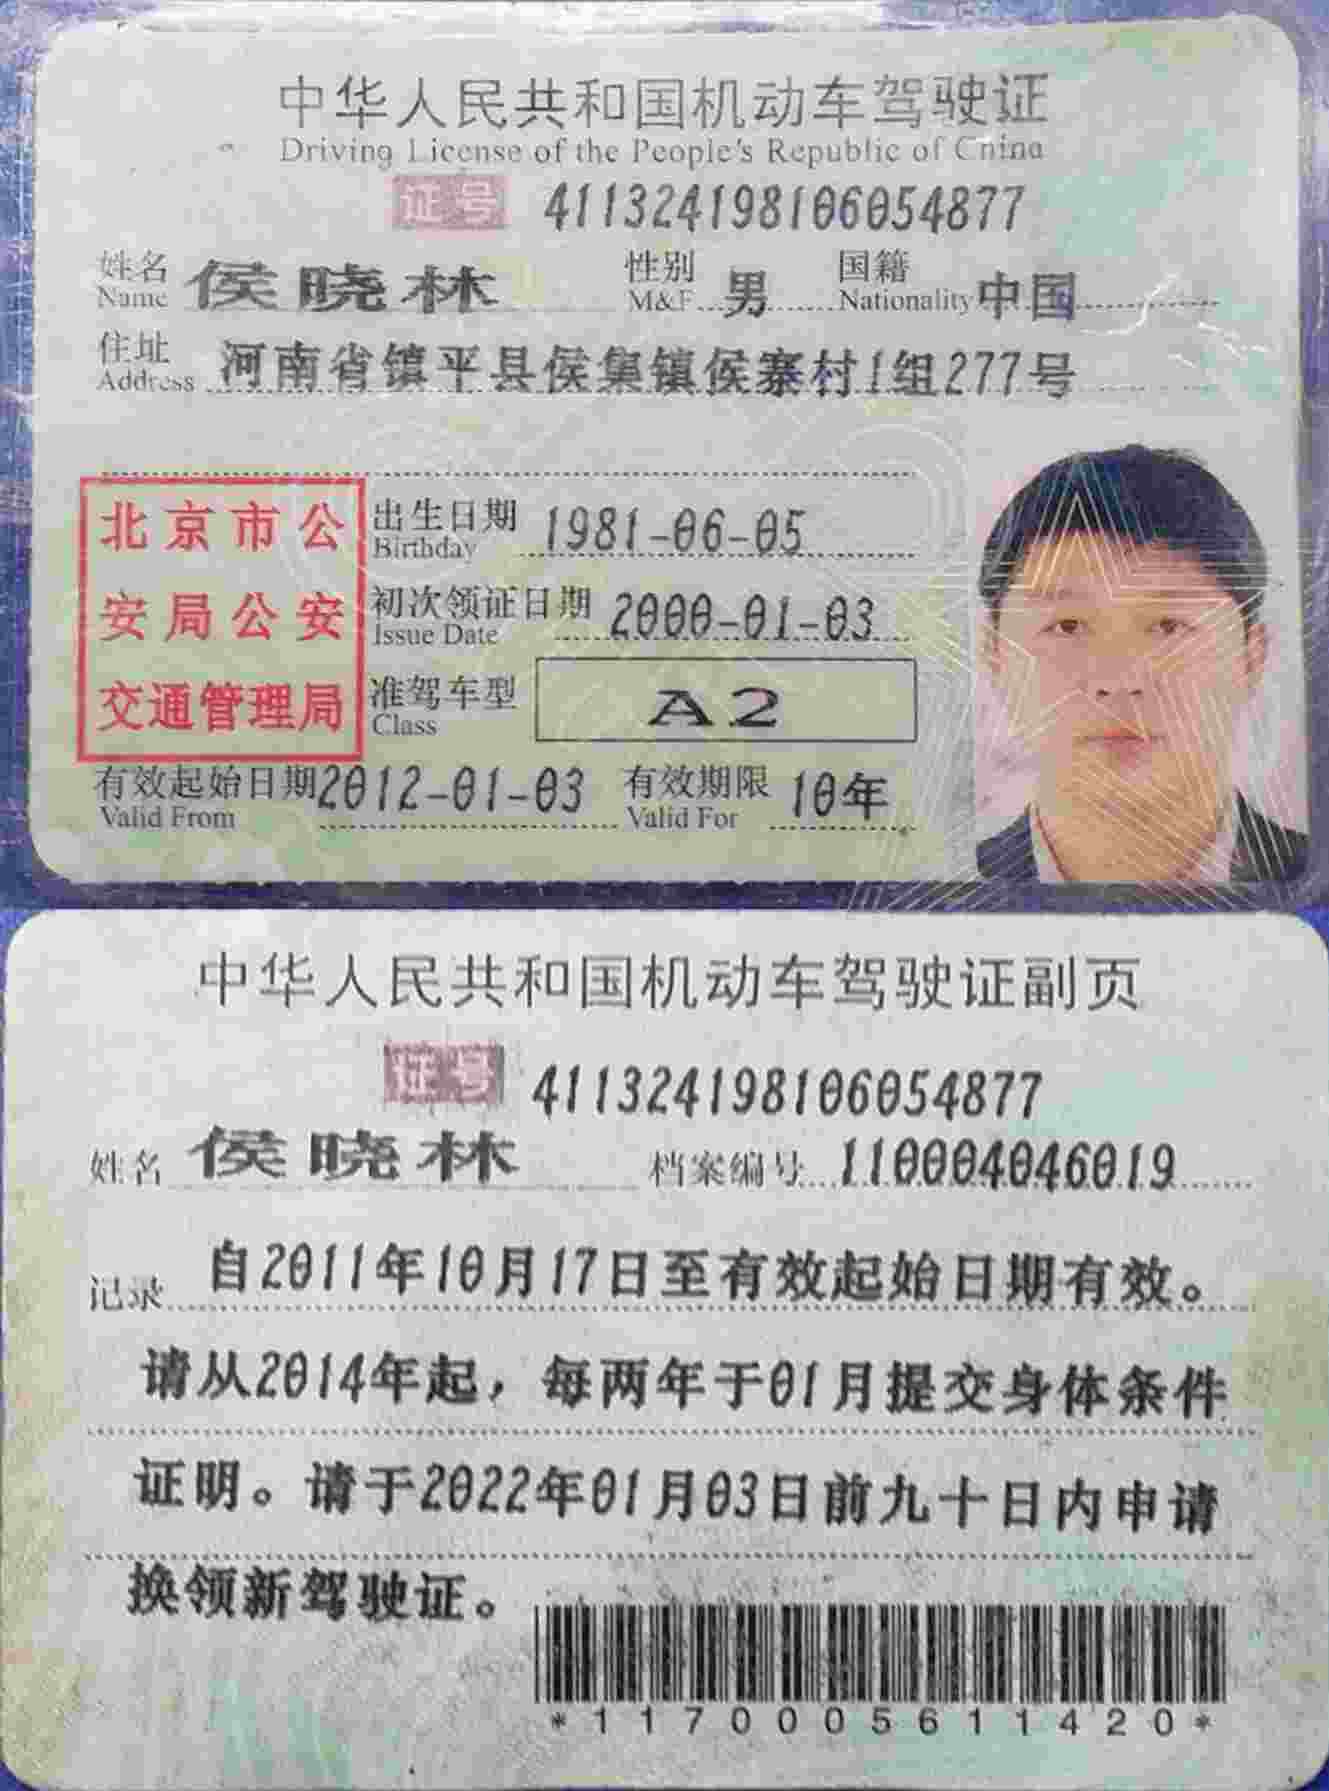 中华人民共和国机动车驾驶证
Driving License of the People's Republic of China
证号 411324198106054877
姓名 侯晓林 性别 男 国籍 中国
Name M&F Nationality
住址 河南省镇平县侯集镇侯寨村1组277号
Address
北京市公
安局公安
交通管理局
出生日期 1981-06-05
Birthday
初次领证日期 2000-01-03
Issue Date
准驾车型 A2
Class
有效起始日期 2012-01-03 有效期限 10年
Valid From Valid For
中华人民共和国机动车驾驶证副页
证号 411324198106054877
姓名 侯晓林 档案编号 110004046019
记录 自2011年10月17日至有效起始日期有效。
请从2014年起，每两年于01月提交身体条件
证明。请于2022年01月03日前九十日内申请
换领新驾驶证。
*1170005611420*